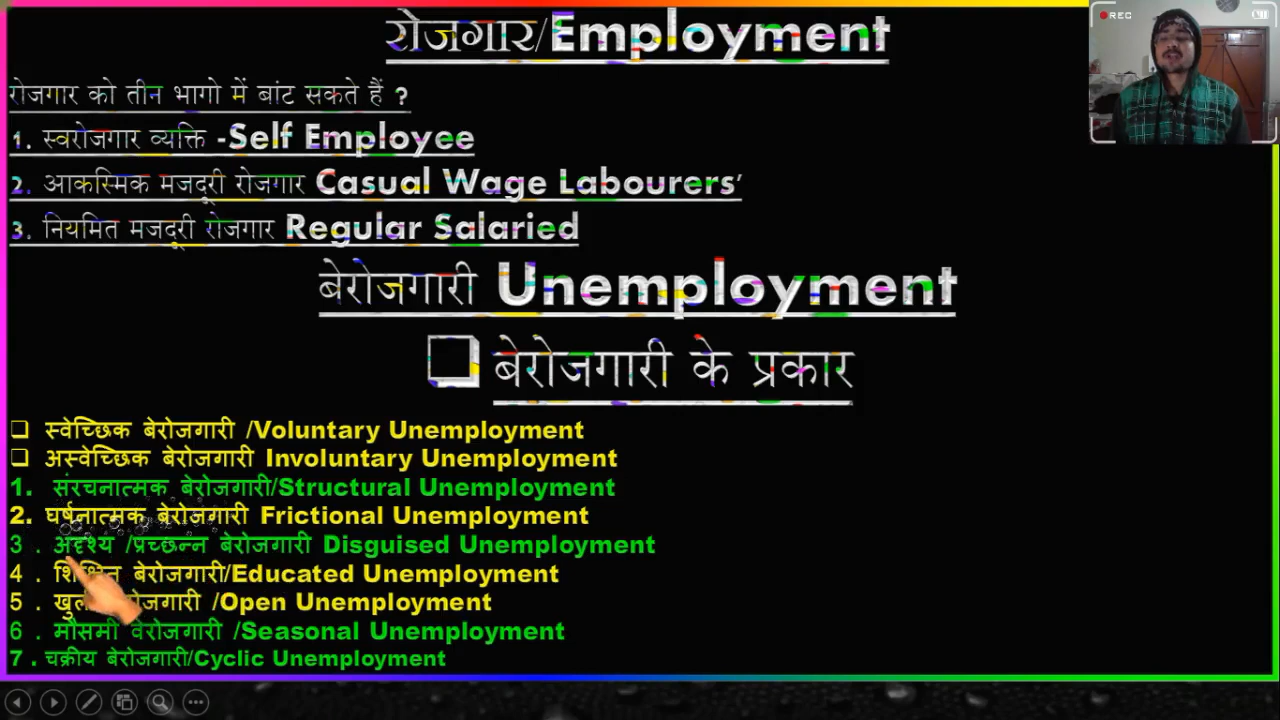 रोजगार/Employment
REC
रोजगार को तीन भागो में बांट सकते हैं ?
1. स्वरोजगार व्यक्ति -Self Employee
2. आकस्मिक मजदूरी रोजगार Casual Wage Labourers’
3. नियमित मजदूरी रोजगार Regular Salaried
बेरोजगारी Unemployment
❑ बेरोजगारी के प्रकार
❑ स्वेच्छिक बेरोजगारी /Voluntary Unemployment
❑ अस्वेच्छिक बेरोजगारी Involuntary Unemployment
1. संरचनात्मक बेरोजगारी/Structural Unemployment
2. घर्षनात्मक बेरोजगारी Frictional Unemployment
3 . अदृश्य /प्रच्छन्न बेरोजगारी Disguised Unemployment
4 . बेरोजगारी/Educated Unemployment
5 . /Open Unemployment
6 . मौसमी वेरोजगारी /Seasonal Unemployment
7 . चक्रीय बेरोजगारी/Cyclic Unemployment